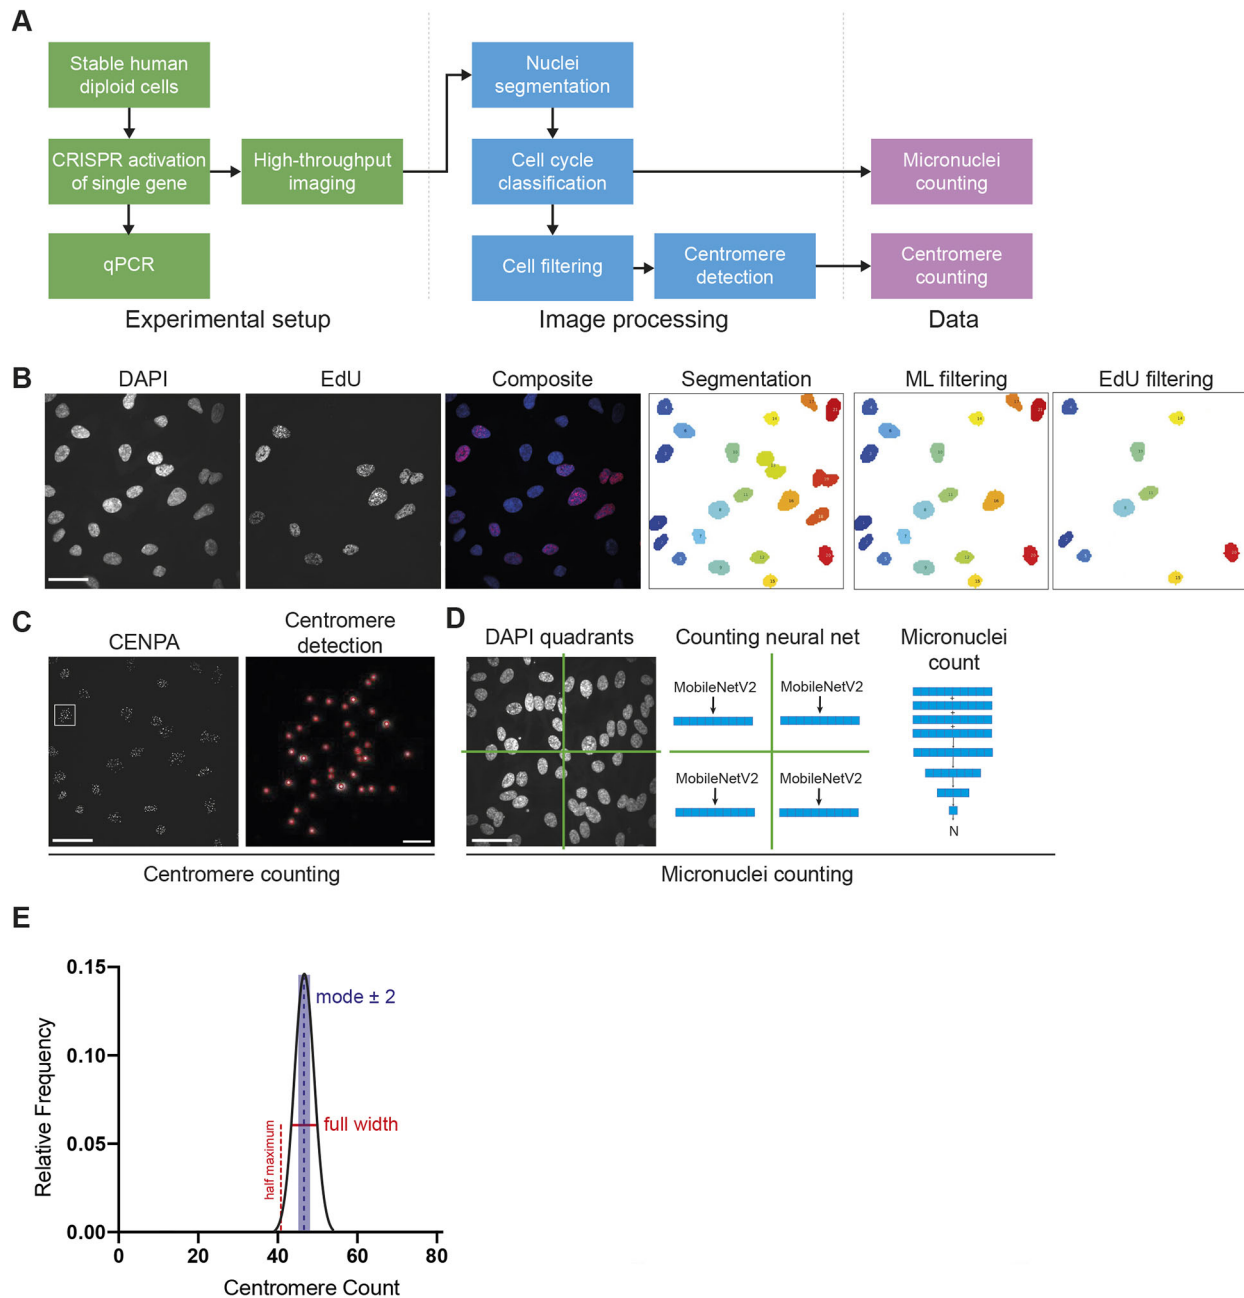 A
Stable human
diploid cells
CRISPR activation
of single gene
High-throughput
imaging
qPCR
Nuclei
segmentation
Cell cycle
classification
Cell filtering
Centromere
detection
Micronuclei
counting
Centromere
counting
Experimental setup
Image processing
Data
B
DAPI
EdU
Composite
Segmentation
ML filtering
EdU filtering
C
CENPA
Centromere
detection
Centromere counting
D
DAPI quadrants
Counting neural net
Micronuclei
count
MobileNetV2
MobileNetV2
MobileNetV2
MobileNetV2
+
+
+
N
Micronuclei counting
E
Relative Frequency
0.15
0.10
0.05
0.00
mode ± 2
full width
half maximum
0
20
40
60
80
Centromere Count